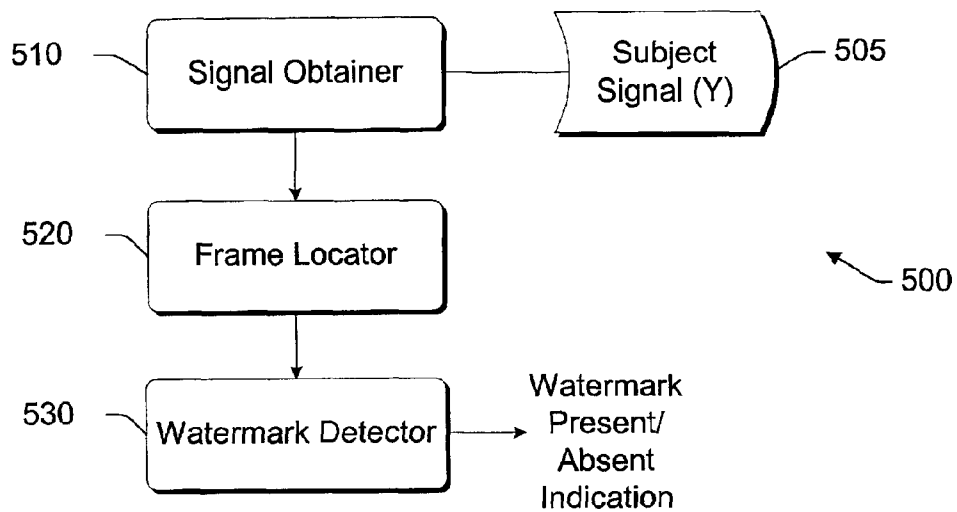 510
Signal Obtainer
Subject
Signal (Y)
505
520
Frame Locator
500
530
Watermark Detector
Watermark
Present/
Absent
Indication